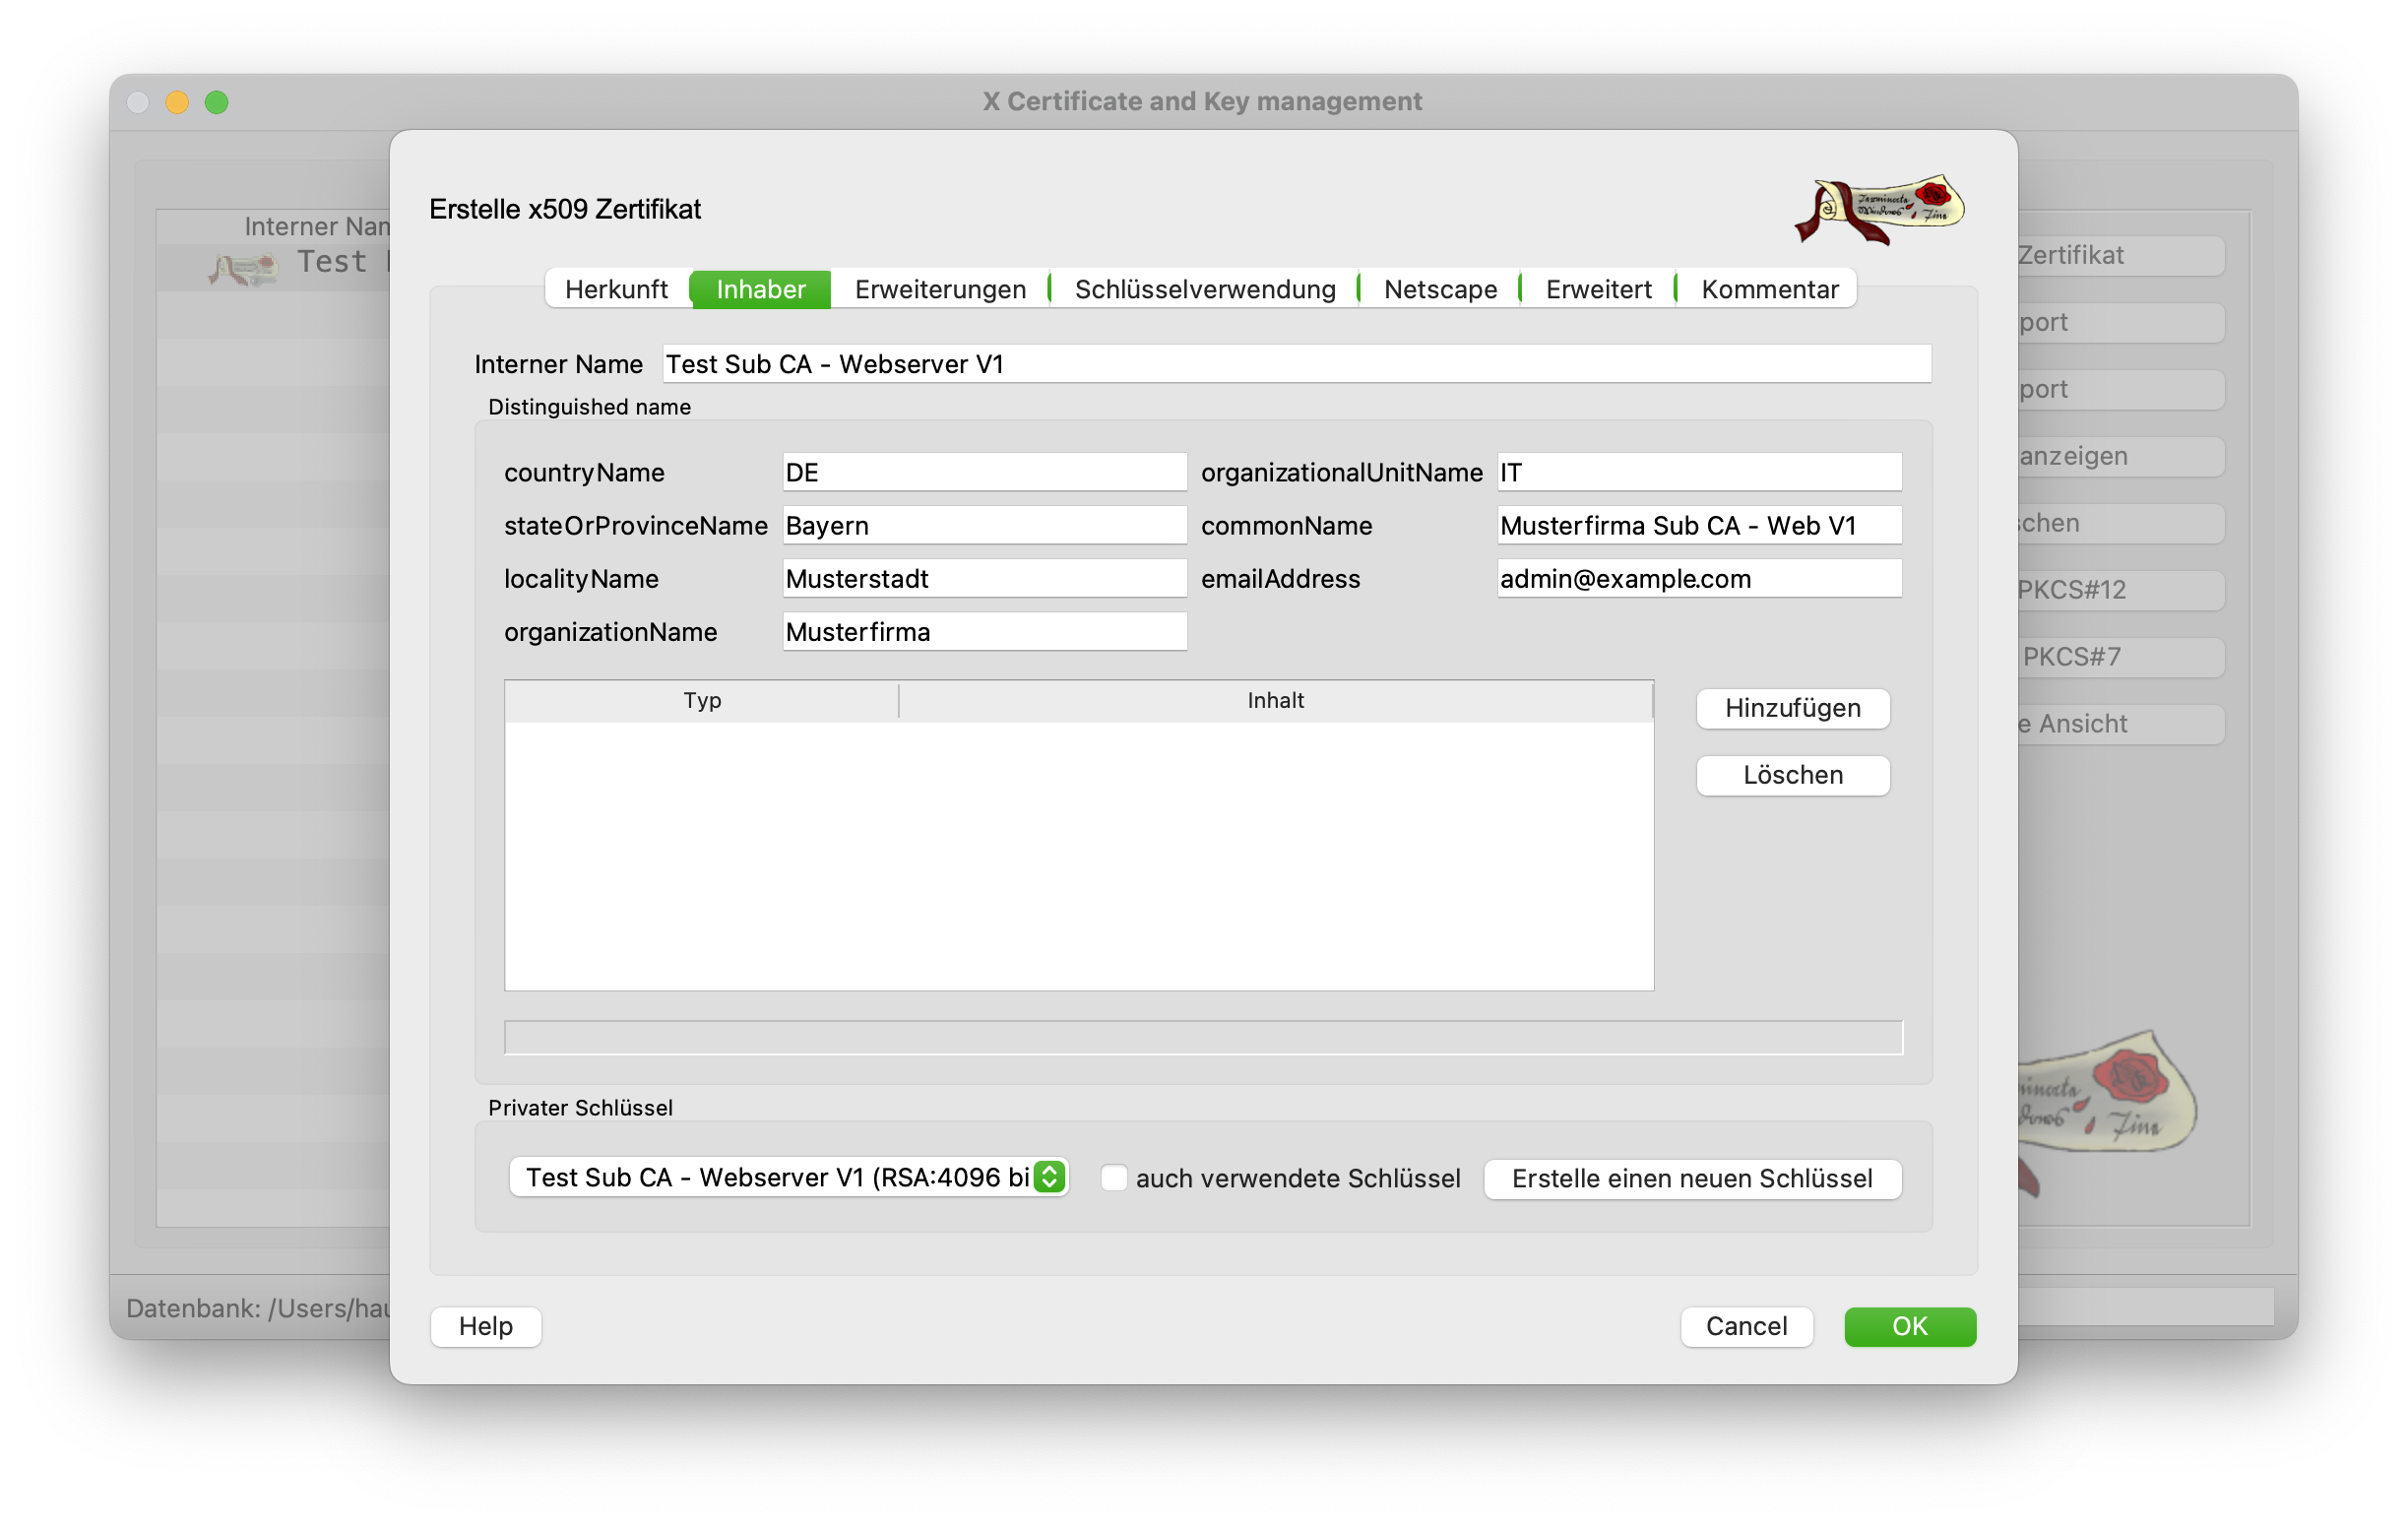 X Certificate and Key management
Interner Nan
Test
Erstelle x509 Zertifikat
Herkunft Inhaber Erweiterungen Schlüsselverwendung Netscape Erweitert Kommentar
Interner Name Test Sub CA - Webserver V1
Distinguished name
countryName DE organizationalUnitName IT
stateOrProvinceName Bayern commonName Musterfirma Sub CA - Web V1
localityName Musterstadt emailAddress admin@example.com
organizationName Musterfirma
Typ Inhalt
Hinzufügen
Löschen
Privater Schlüssel
Test Sub CA - Webserver V1 (RSA:4096 bi auch verwendete Schlüssel Erstelle einen neuen Schlüssel
Help Cancel OK
Zertifikat
port
port
anzeigen
schen
PKCS#12
PKCS#7
e Ansicht
Datenbank: /Users/hau